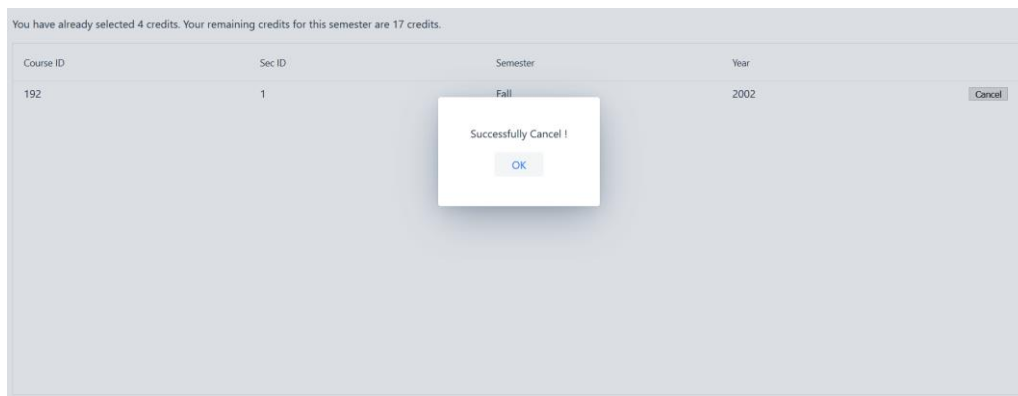 You have already selected 4 credits. Your remaining credits for this semester are 17 credits.
Course ID Sec ID Semester Year
192 1 Fall 2002 Cancel
Successfully Cancel !
OK